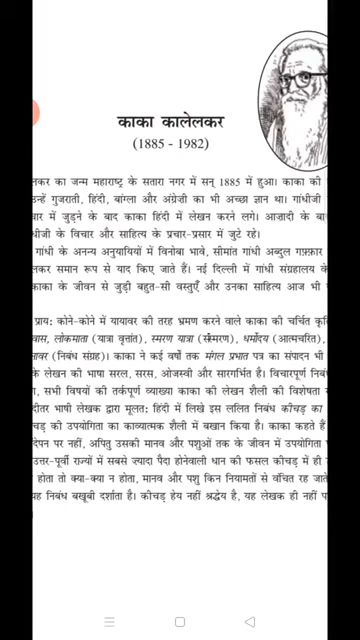 काका कालेलकर
(1885 - 1982)
लकर का जन्म महाराष्ट्र के सतारा नगर में सन् 1885 में हुआ। काका की
उन्हें गुजराती, हिंदी, बांग्ला और अंग्रेजी का भी अच्छा ज्ञान था। गांधीजी
में जुड़ने के बाद काका हिंदी में लेखन करने लगे। आज़ादी के बा
धीजी के विचार और साहित्य के प्रचार-प्रसार में जुटे रहे।
गांधी के अनन्य अनुयायियों में विनोबा भावे, सीमांत गांधी अब्दुल गफ़्फ़ार
लकर समान रूप से याद किए जाते हैं। नई दिल्ली में गांधी संग्रहालय के
काका के जीवन से जुड़ी बहुत-सी वस्तुएँ और उनका साहित्य आज भी
प्राय: कोने-कोने में यायावर की तरह भ्रमण करने वाले काका की चर्चित कृ
वास, लोकमाता (यात्रा वृत्तांत), स्मरण यात्रा (संस्मरण), धर्मोदय (आत्मचरित),
नावर (निबंध संग्रह)। काका ने कई वर्षों तक मंगल प्रभात पत्र का संपादन भी
के लेखन की भाषा सरल, सरस, ओजस्वी और सारगर्भित है। विचारपूर्ण निबं
सभी विषयों की तर्कपूर्ण व्याख्या काका की लेखन शैली की विशेषता
दीतर भाषी लेखक द्वारा मूलत: हिंदी में लिखे इस ललित निबंध कीचड़ का
चड़ की उपयोगिता का काव्यात्मक शैली में बखान किया है। काका कहते हैं
पर नहीं, अपितु उसकी मानव और पशुओं तक के जीवन में उपयोगिता
उत्तर-पूर्वी राज्यों में सबसे ज्यादा पैदा होनेवाली धान की फसल कीचड़ में ही
होता तो क्या-क्या न होता, मानव और पशु किन नियामतों से वंचित रह जाते
यह निबंध बखूबी दर्शाता है। कीचड़ हेय नहीं श्रद्धेय है, यह लेखक ही नहीं प